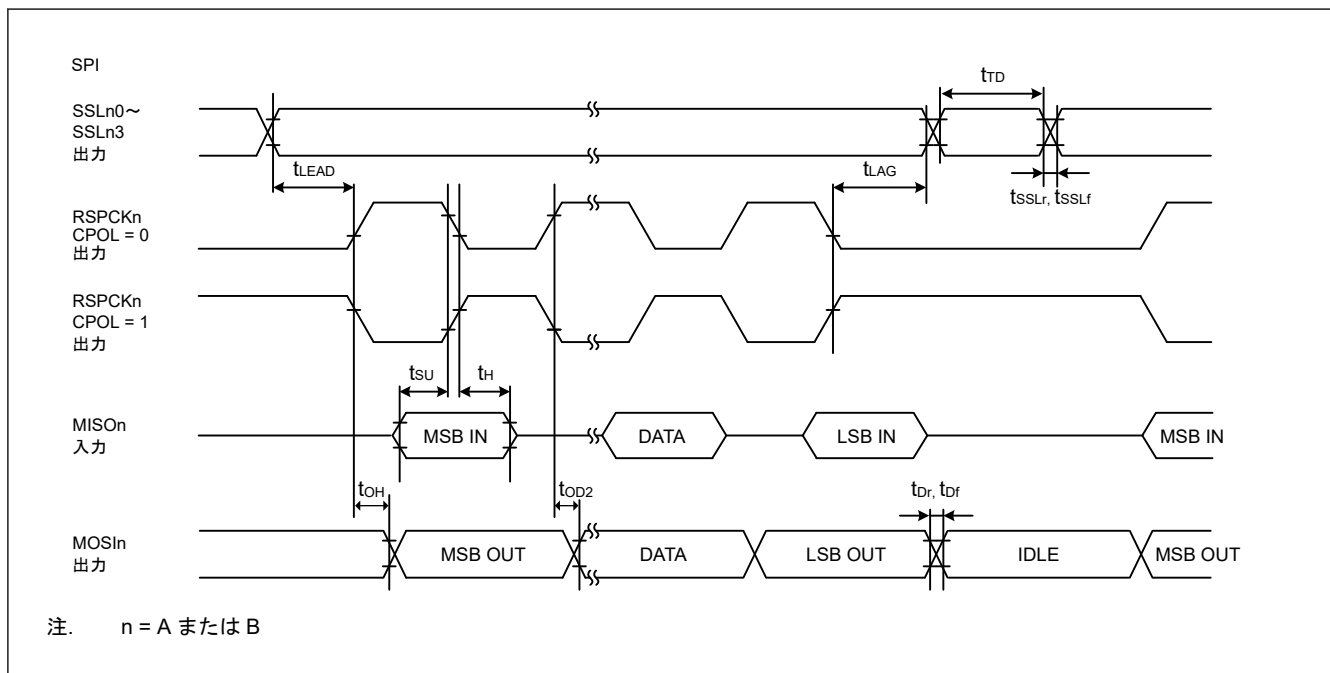 SPI
tTD
SSLn0～
SSLn3
出力
tLEAD
tLAG
tSSLr, tSSLf
RSPCKn
CPOL = 0
出力
RSPCKn
CPOL = 1
出力
tSU
tH
MISOn
入力
MSB IN
DATA
LSB IN
MSB IN
tOH
tOD2
tDr, tDf
MOSIn
出力
MSB OUT
DATA
LSB OUT
IDLE
MSB OUT
注. n = A または B